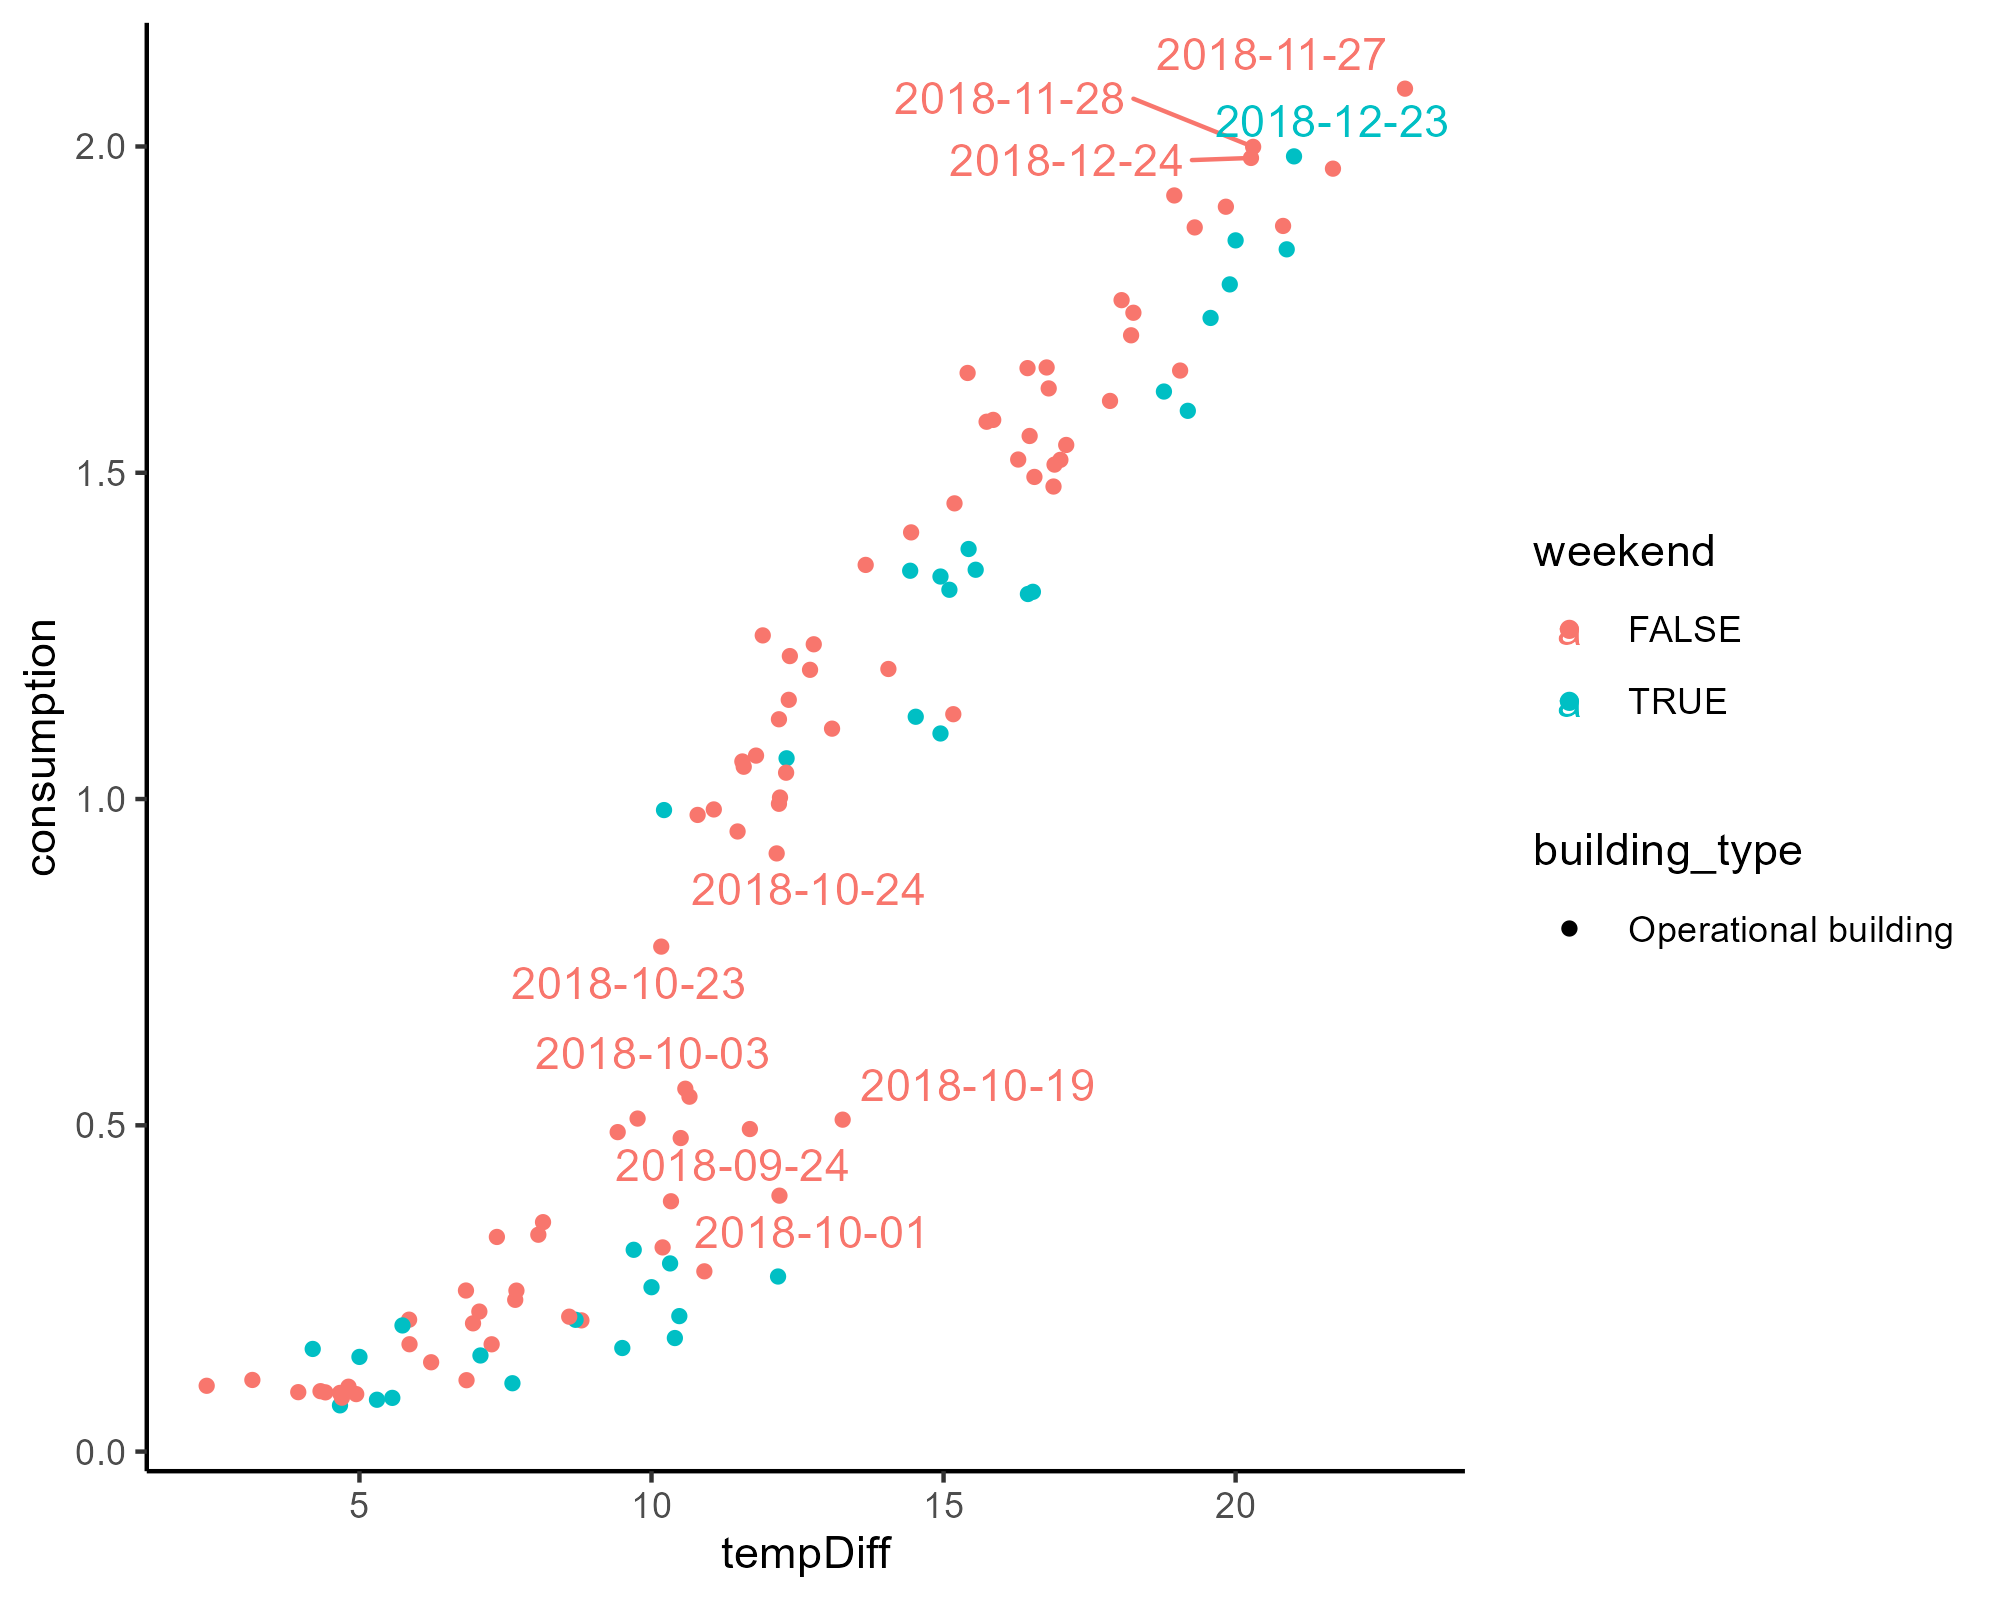 2018-11-27
2018-11-28
2018-12-23
2018-12-24
2.0
1.5
1.0
0.5
0.0
consumption
2018-10-24
2018-10-23
2018-10-03
2018-10-19
2018-09-24
2018-10-01
5
10
15
20
tempDiff
weekend
a FALSE
a TRUE
building_type
Operational building